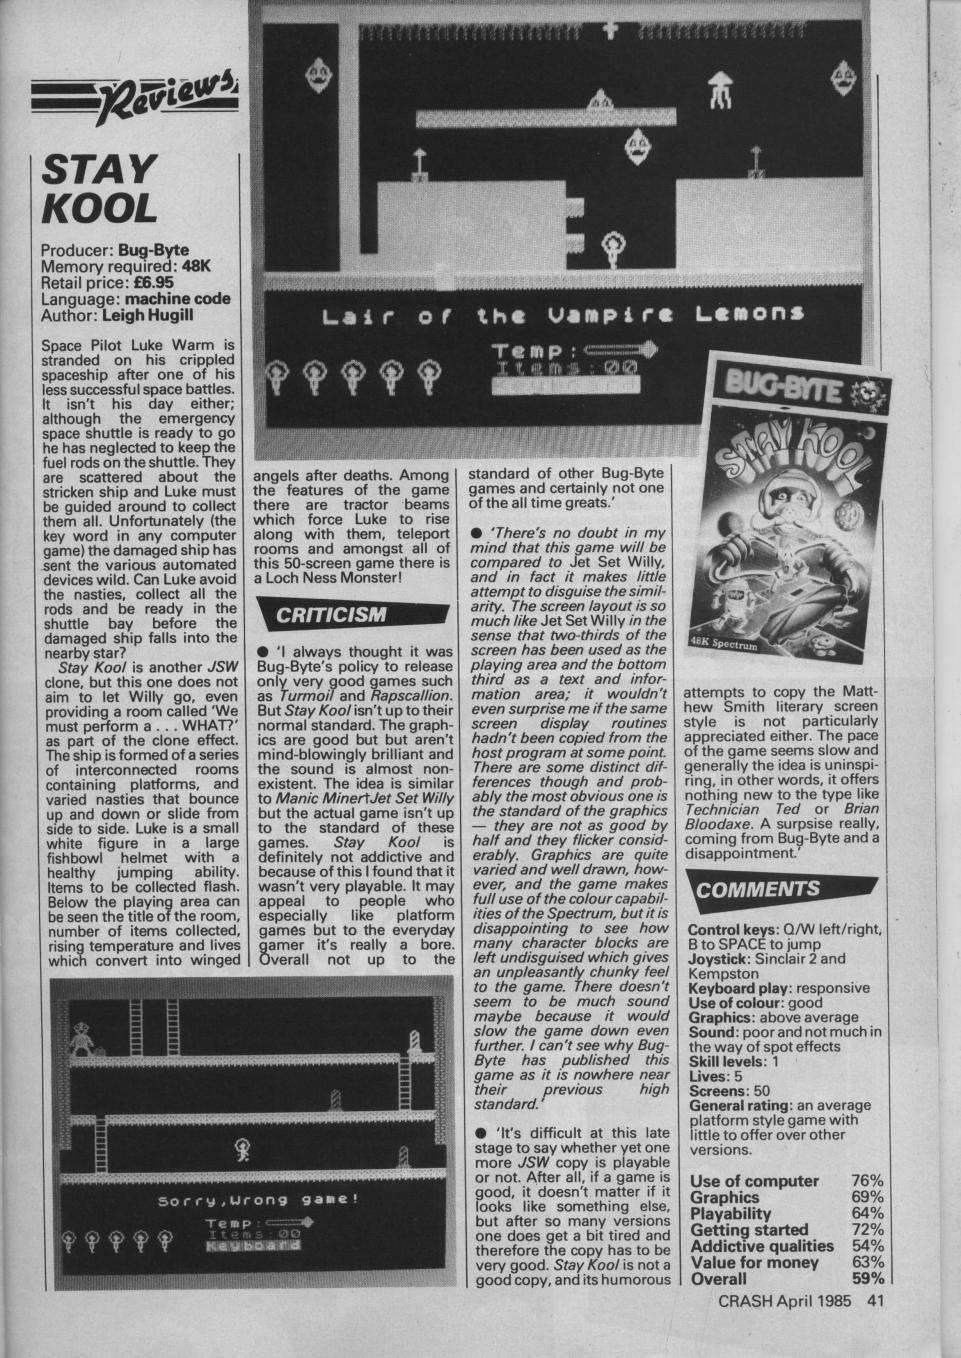 Reviews
STAY
KOOL
Producer: Bug-Byte
Memory required: 48K
Retail price: £6.95
Language: machine code
Author: Leigh Hugill
Space Pilot Luke Warm is
stranded on his crippled
spaceship after one of his
less successful space battles.
It isn't his day either;
although the emergency
space shuttle is ready to go
he has neglected to keep the
fuel rods on the shuttle. They
are scattered about the
stricken ship and Luke must
be guided around to collect
them all. Unfortunately (the
key word in any computer
game) the damaged ship has
sent the various automated
devices wild. Can Luke avoid
the nasties, collect all the
rods and be ready in the
shuttle bay before the
damaged ship falls into the
nearby star?
Stay Kool is another JSW
clone, but this one does not
aim to let Willy go, even
providing a room called 'We
must perform a . . . WHAT?'
as part of the clone effect.
The ship is formed of a series
of interconnected rooms
containing platforms, and
varied nasties that bounce
up and down or slide from
side to side. Luke is a small
white figure in a large
fishbowl helmet with a
healthy jumping ability.
Items to be collected flash.
Below the playing area can
be seen the title of the room,
number of items collected,
rising temperature and lives
which convert into winged
Lair of the Vampire Lemons
Temp:
Items:00
Keyboard
BUG-BYTE
STAY KOOL
48K Spectrum
angels after deaths. Among
the features of the game
there are tractor beams
which force Luke to rise
along with them, teleport
rooms and amongst all of
this 50-screen game there is
a Loch Ness Monster!
CRITICISM
● 'I always thought it was
Bug-Byte's policy to release
only very good games such
as Turmoil and Rapscallion.
But Stay Kool isn't up to their
normal standard. The graph-
ics are good but but aren't
mind-blowingly brilliant and
the sound is almost non-
existent. The idea is similar
to Manic Miner†Jet Set Willy
but the actual game isn't up
to the standard of these
games. Stay Kool is
definitely not addictive and
because of this I found that it
wasn't very playable. It may
appeal to people who
especially like platform
games but to the everyday
gamer it's really a bore.
Overall not up to the
standard of other Bug-Byte
games and certainly not one
of the all time greats.'
● 'There's no doubt in my
mind that this game will be
compared to Jet Set Willy,
and in fact it makes little
attempt to disguise the simil-
arity. The screen layout is so
much like Jet Set Willy in the
sense that two-thirds of the
screen has been used as the
playing area and the bottom
third as a text and infor-
mation area; it wouldn't
even surprise me if the same
screen display routines
hadn't been copied from the
host program at some point.
There are some distinct dif-
ferences though and prob-
ably the most obvious one is
the standard of the graphics
— they are not as good by
half and they flicker consid-
erably. Graphics are quite
varied and well drawn, how-
ever, and the game makes
full use of the colour capabil-
ities of the Spectrum, but it is
disappointing to see how
many character blocks are
left undisguised which gives
an unpleasantly chunky feel
to the game. There doesn't
seem to be much sound
maybe because it would
slow the game down even
further. I can't see why Bug-
Byte has published this
game as it is nowhere near
their previous high
standard.'
● 'It's difficult at this late
stage to say whether yet one
more JSW copy is playable
or not. After all, if a game is
good, it doesn't matter if it
looks like something else,
but after so many versions
one does get a bit tired and
therefore the copy has to be
very good. Stay Kool is not a
good copy, and its humorous
attempts to copy the Matt-
hew Smith literary screen
style is not particularly
appreciated either. The pace
of the game seems slow and
generally the idea is uninspi-
ring, in other words, it offers
nothing new to the type like
Technician Ted or Brian
Bloodaxe. A surpsise really,
coming from Bug-Byte and a
disappointment.'
COMMENTS
Control keys: Q/W left/right,
B to SPACE to jump
Joystick: Sinclair 2 and
Kempston
Keyboard play: responsive
Use of colour: good
Graphics: above average
Sound: poor and not much in
the way of spot effects
Skill levels: 1
Lives: 5
Screens: 50
General rating: an average
platform style game with
little to offer over other
versions.
Use of computer 76%
Graphics 69%
Playability 64%
Getting started 72%
Addictive qualities 54%
Value for money 63%
Overall 59%
Sorry,Wrong game!
Temp:
Items:00
Keyboard
CRASH April 1985 41